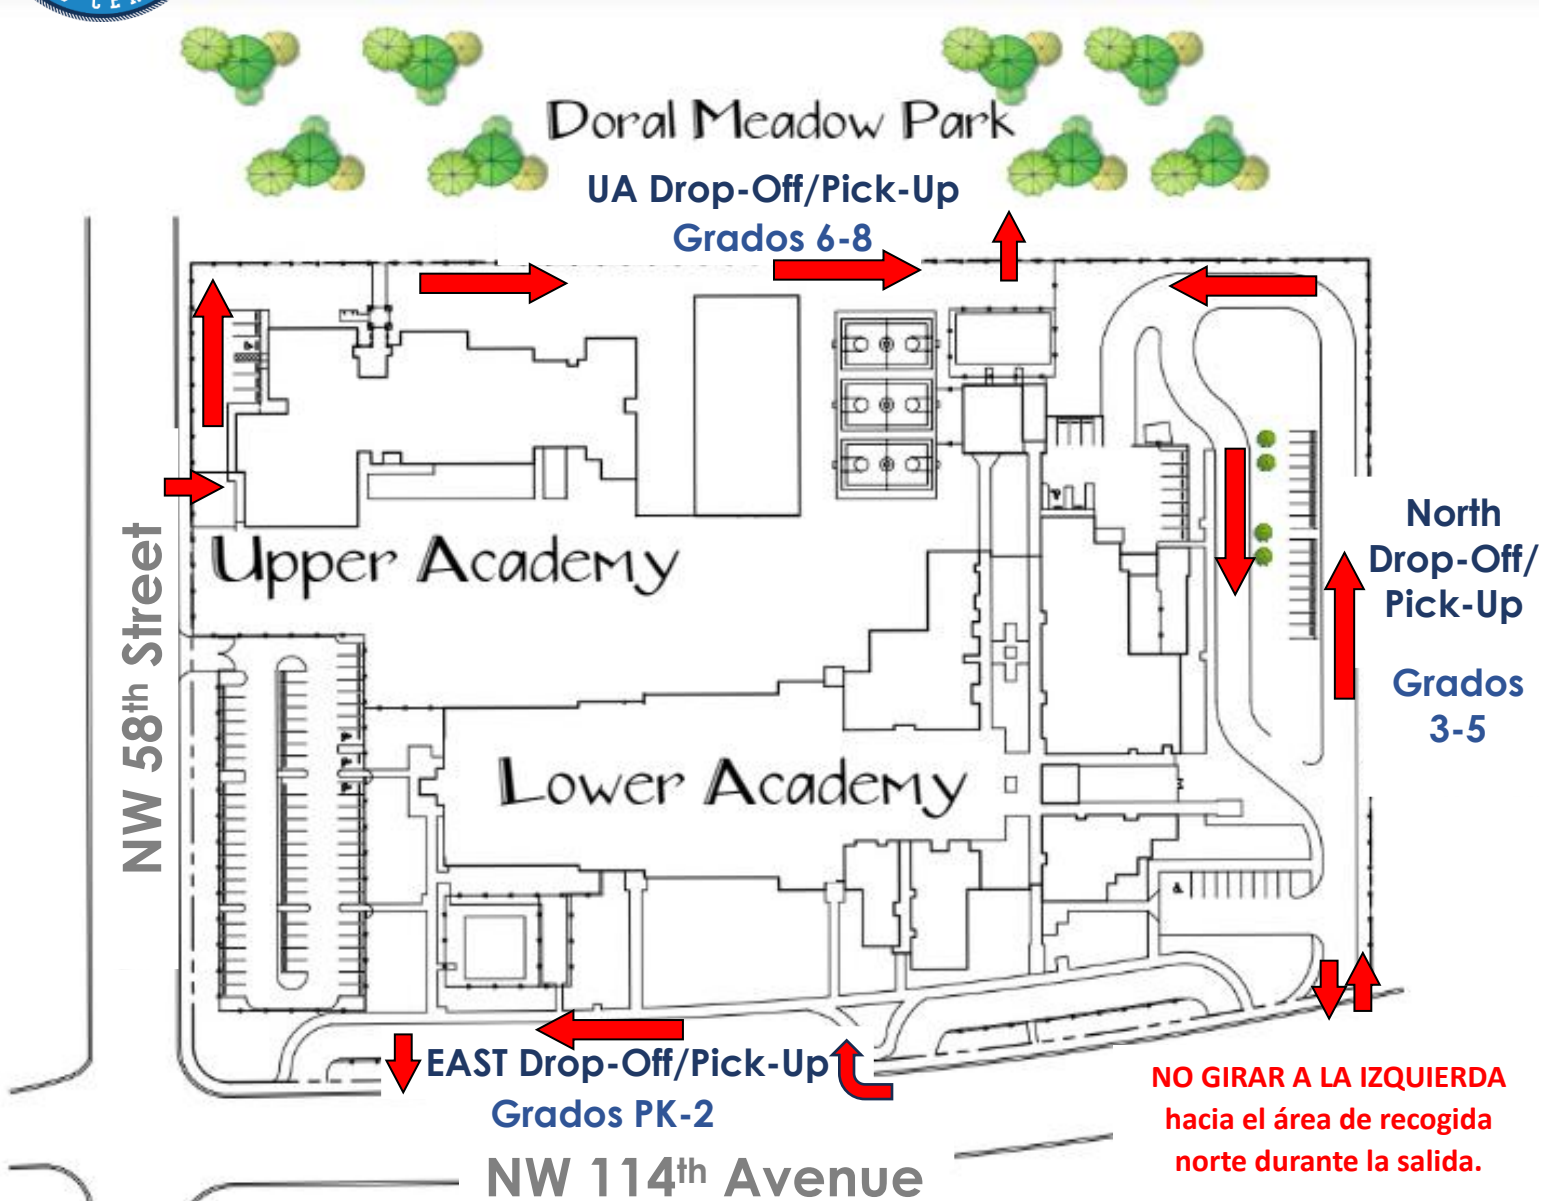 Doral Meadow Park
UA Drop-Off/Pick-Up
Grados 6-8
North
Drop-Off/
Pick-Up
Grados
3-5
Upper Academy
NW 58th Street
Lower Academy
EAST Drop-Off/Pick-Up
Grados PK-2
NW 114th Avenue
NO GIRAR A LA IZQUIERDA
hacia el área de recogida
norte durante la salida.